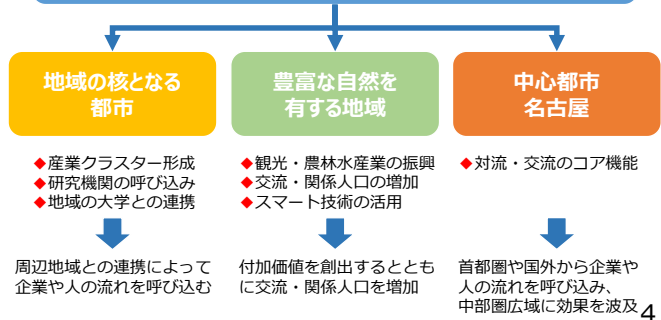 地域の核となる
都市
◆産業クラスター形成
◆研究機関の呼び込み
◆地域の大学との連携
周辺地域との連携によって
企業や人の流れを呼び込む
豊富な自然を
有する地域
◆観光・農林水産業の振興
◆交流・関係人口の増加
◆スマート技術の活用
付加価値を創出するととも
に交流・関係人口を増加
中心都市
名古屋
◆対流・交流のコア機能
首都圏や国外から企業や
人の流れを呼び込み、
中部圏広域に効果を波及
4